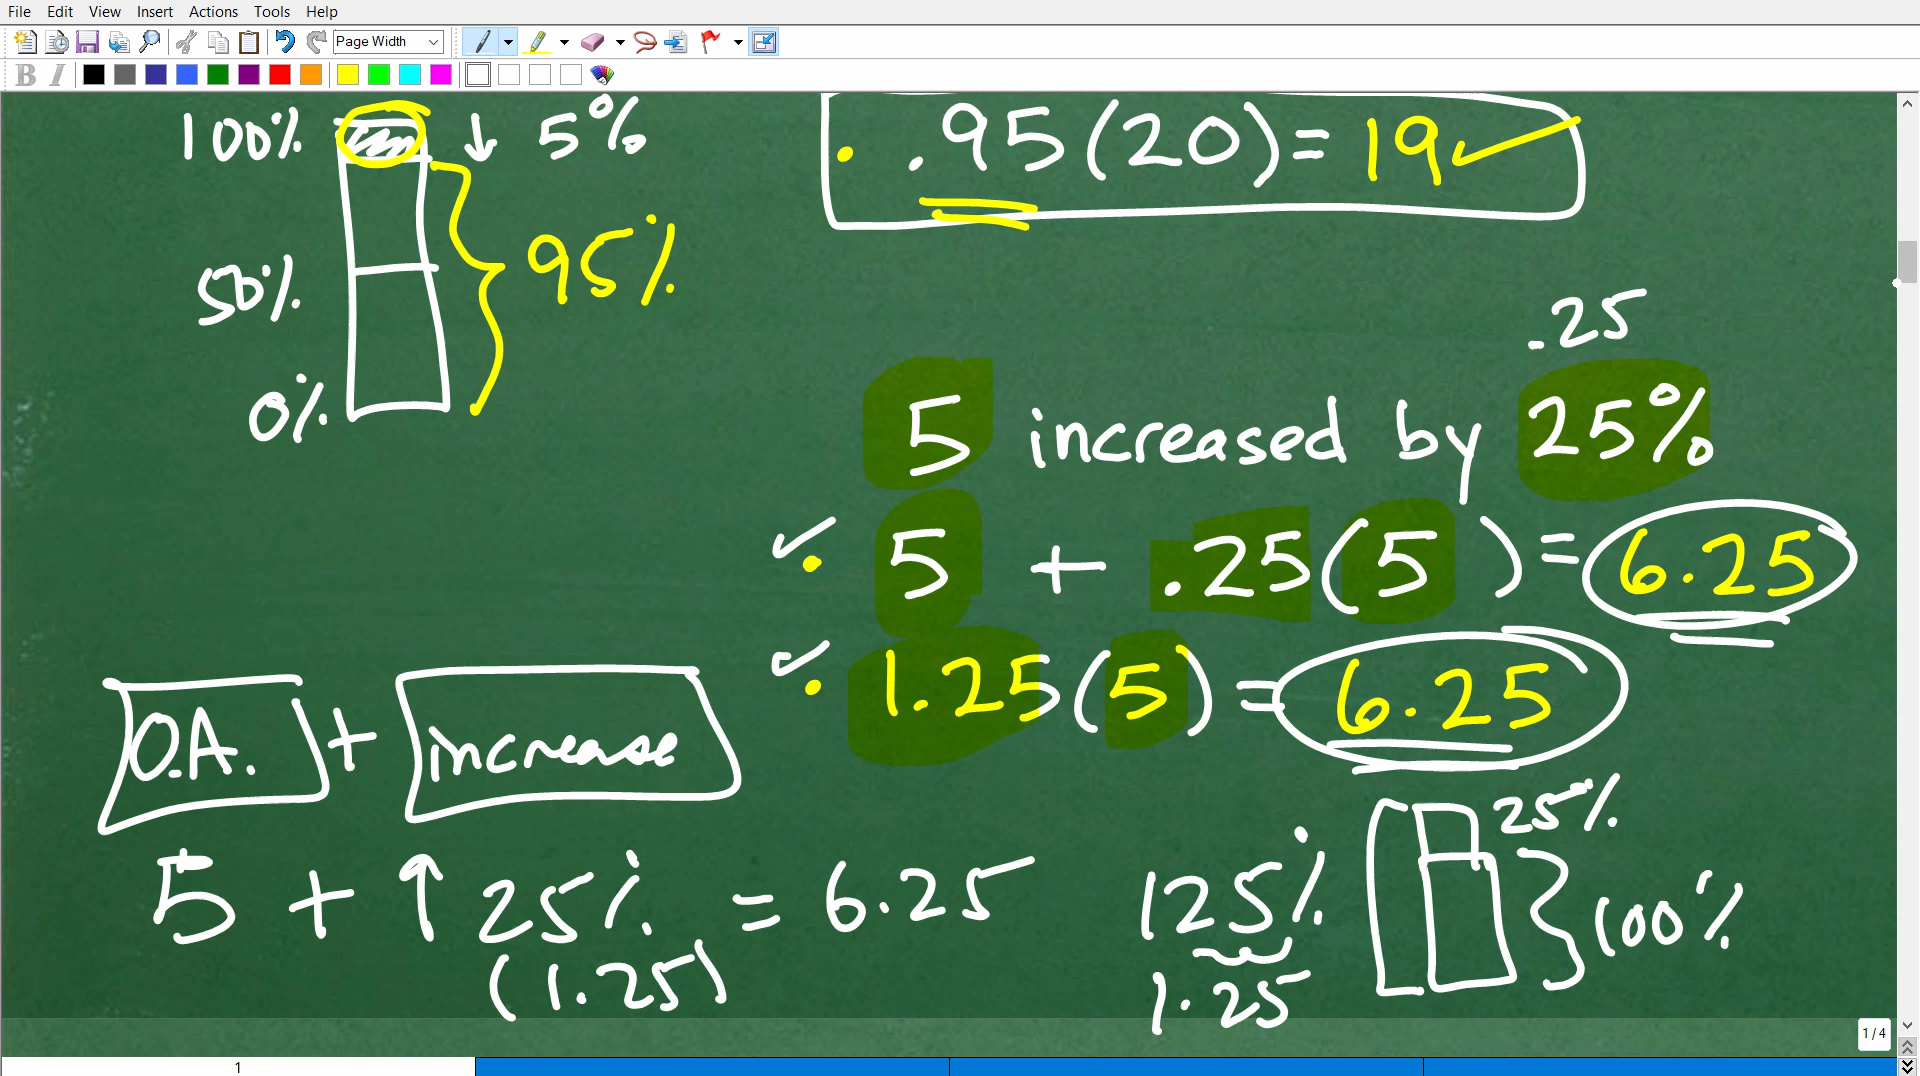 File Edit View Insert Actions Tools Help
Page Width
B I
100% ↓ 5%
.95(20)= 19 ✓
95%
50%
0%
.25
5 increased by 25%
✓ • 5 + .25(5) = 6.25
✓ • 1.25(5) = 6.25
O.A. + increase
5 + ↑ 25% = 6.25
(1.25)
25%
125%
100%
1.25
1/4
1